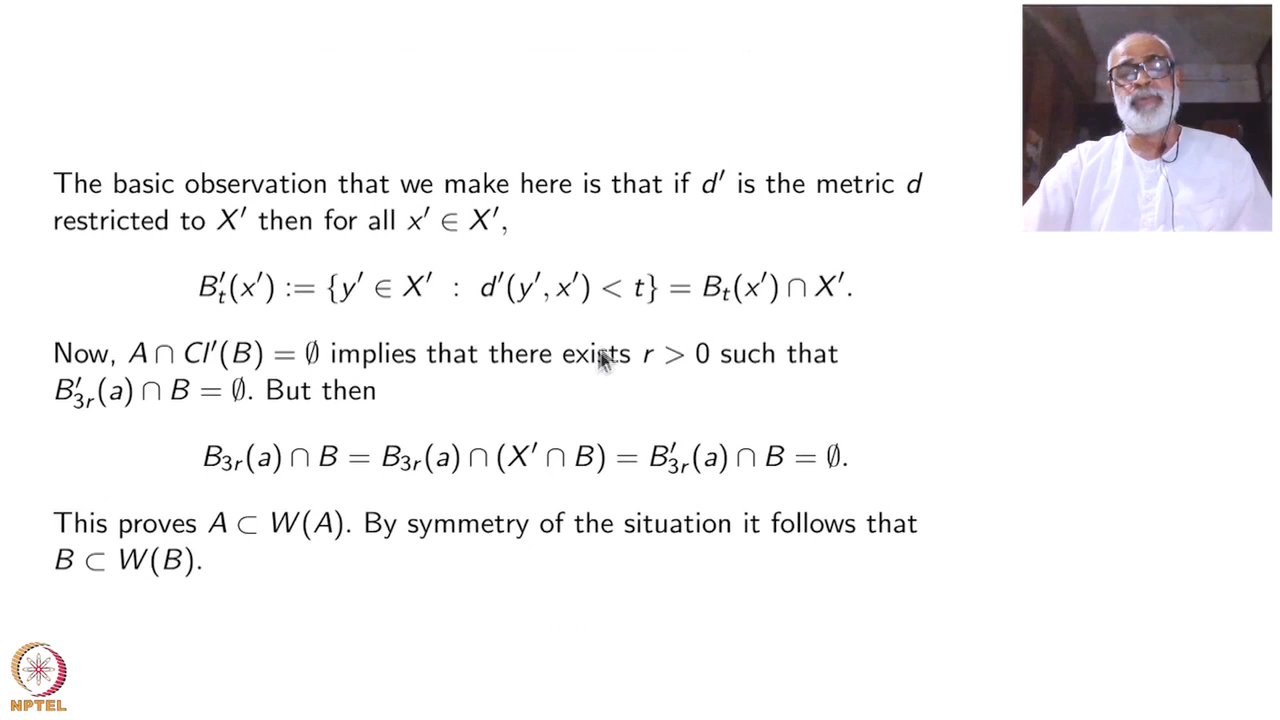 The basic observation that we make here is that if d′ is the metric d
restricted to X′ then for all x′ ∈ X′,
B′ₜ(x′) := {y′ ∈ X′ : d′(y′, x′) < t} = Bₜ(x′) ∩ X′.
Now, A ∩ Cl′(B) = ∅ implies that there exists r > 0 such that
B′₃ᵣ(a) ∩ B = ∅. But then
B₃ᵣ(a) ∩ B = B₃ᵣ(a) ∩ (X′ ∩ B) = B′₃ᵣ(a) ∩ B = ∅.
This proves A ⊂ W(A). By symmetry of the situation it follows that
B ⊂ W(B).
NPTEL